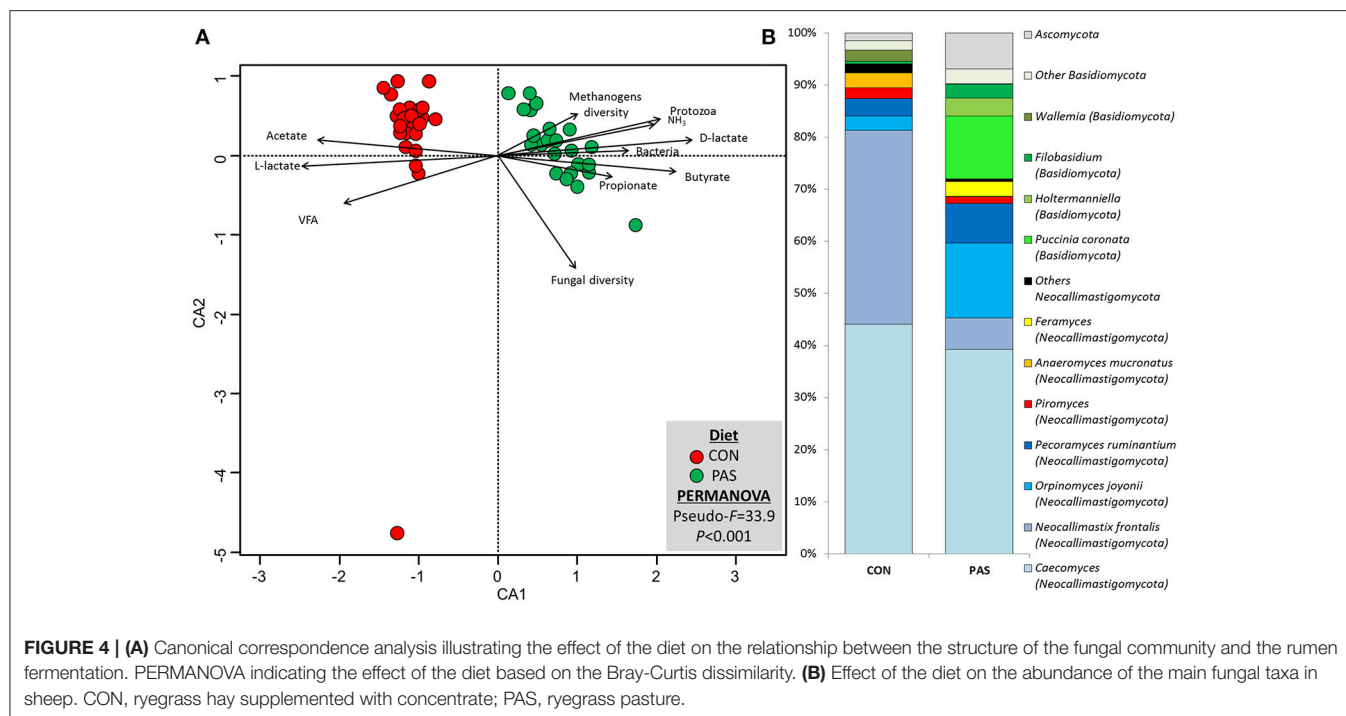 A
1
0
-1
-2
-3
-4
-5
CA2
-3
-2
-1
0
1
2
3
CA1
Acetate
L-lactate
VFA
Methanogens
diversity
Protozoa
NH₃
D-lactate
Bacteria
Butyrate
Propionate
Fungal diversity
Diet
CON
PAS
PERMANOVA
Pseudo-F=33.9
P<0.001
B
100%
90%
80%
70%
60%
50%
40%
30%
20%
10%
0%
CON
PAS
Ascomycota
Other Basidiomycota
Wallemia (Basidiomycota)
Filobasidium
(Basidiomycota)
Holtermanniella
(Basidiomycota)
Puccinia coronata
(Basidiomycota)
Others
Neocallimastigomycota
Feramyces
(Neocallimastigomycota)
Anaeromyces mucronatus
(Neocallimastigomycota)
Piromyces
(Neocallimastigomycota)
Pecoramyces ruminantium
(Neocallimastigomycota)
Orpinomyces joyonii
(Neocallimastigomycota)
Neocallimastix frontalis
(Neocallimastigomycota)
Caecomyces
(Neocallimastigomycota)
FIGURE 4 | (A) Canonical correspondence analysis illustrating the effect of the diet on the relationship between the structure of the fungal community and the rumen
fermentation. PERMANOVA indicating the effect of the diet based on the Bray-Curtis dissimilarity. (B) Effect of the diet on the abundance of the main fungal taxa in
sheep. CON, ryegrass hay supplemented with concentrate; PAS, ryegrass pasture.